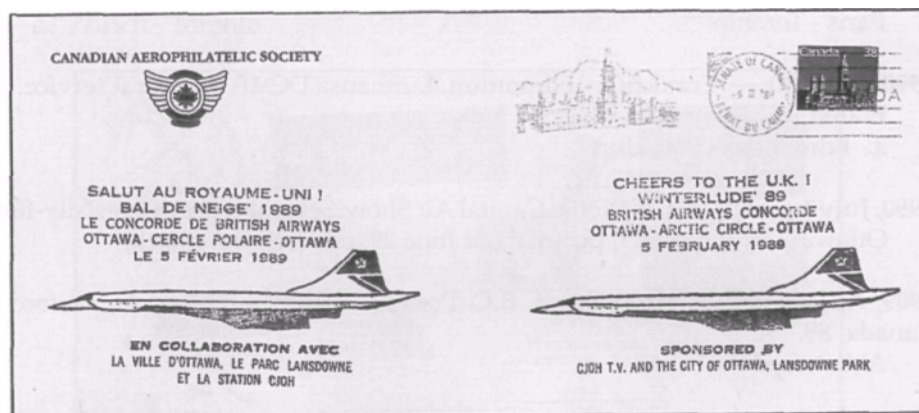 Paris - Toronto
CANADIAN AEROPHILATELIC SOCIETY
Canada
SENATE OF CANADA
SÉNAT DU CANADA
SALUT AU ROYAUME-UNI !
BAL DE NEIGE' 1989
LE CONCORDE DE BRITISH AIRWAYS
OTTAWA-CERCLE POLAIRE-OTTAWA
LE 5 FÉVRIER 1989
EN COLLABORATION AVEC
LA VILLE D'OTTAWA, LE PARC LANSDOWNE
ET LA STATION CJOH
CHEERS TO THE U.K. !
WINTERLUDE' 89
BRITISH AIRWAYS CONCORDE
OTTAWA-ARCTIC CIRCLE-OTTAWA
5 FEBRUARY 1989
SPONSORED BY
CJOH T.V. AND THE CITY OF OTTAWA, LANSDOWNE PARK